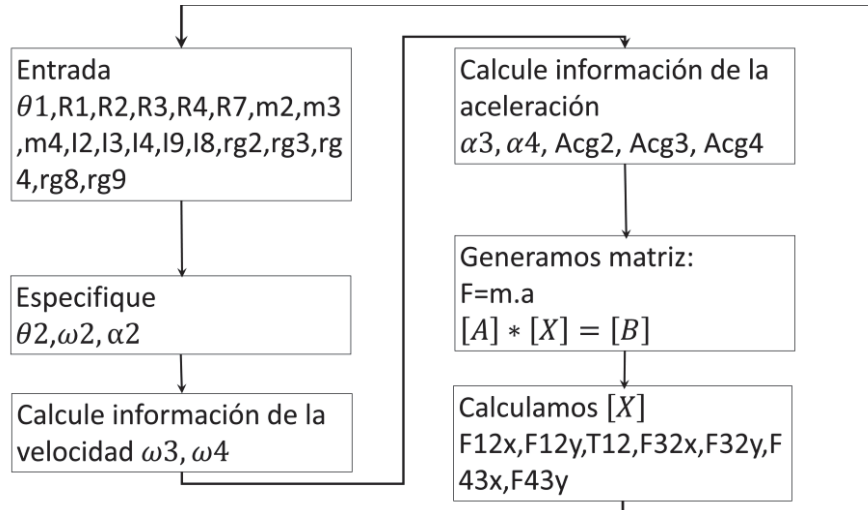 Entrada
θ1,R1,R2,R3,R4,R7,m2,m3
,m4,I2,I3,I4,I9,I8,rg2,rg3,rg
4,rg8,rg9
Especifique
θ2,ω2,α2
Calcule información de la
velocidad ω3,ω4
Calcule información de la
aceleración
α3,α4, Acg2, Acg3, Acg4
Generamos matriz:
F=m.a
[A] ∗ [X] = [B]
Calculamos [X]
F12x,F12y,T12,F32x,F32y,F
43x,F43y